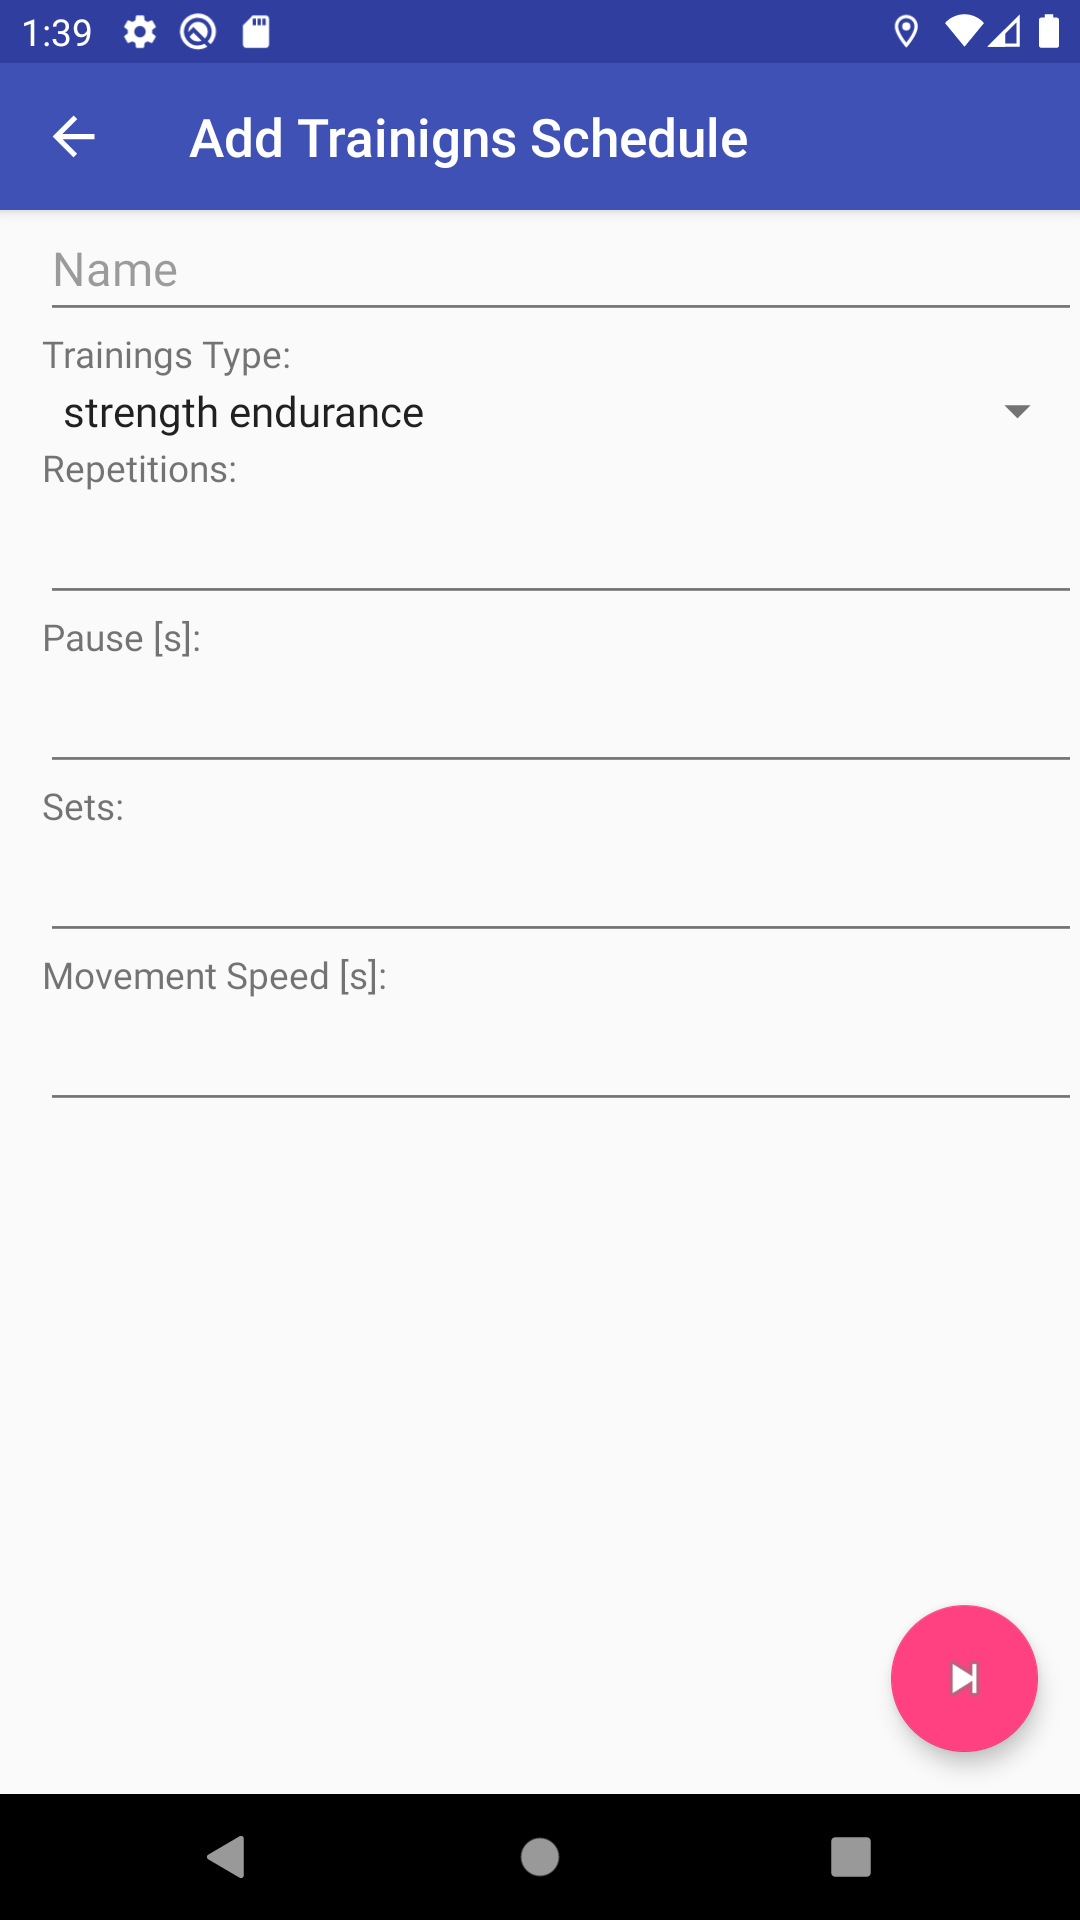 1:39
Add Trainigns Schedule
Name
Trainings Type:
strength endurance
Repetitions:
Pause [s]:
Sets:
Movement Speed [s]: